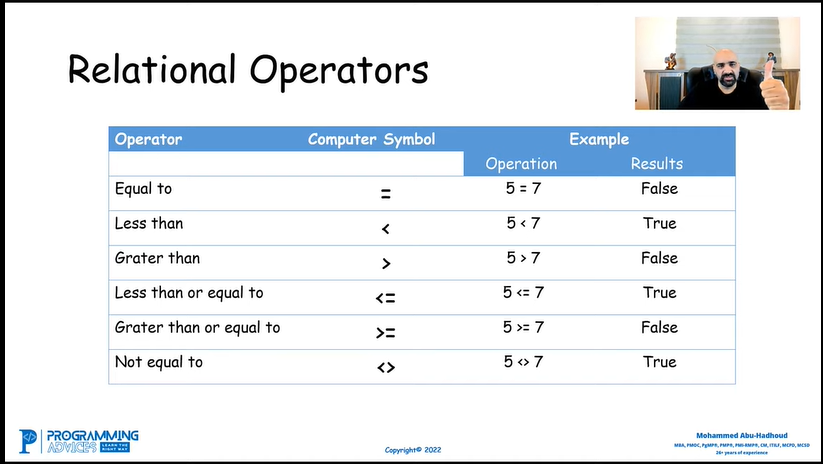 Relational Operators
Operator Computer Symbol Example
Operation Results
Equal to = 5 = 7 False
Less than < 5 < 7 True
Grater than > 5 > 7 False
Less than or equal to <= 5 <= 7 True
Grater than or equal to >= 5 >= 7 False
Not equal to <> 5 <> 7 True
PROGRAMMING
ADVICES LEARN THE RIGHT WAY
Copyright© 2022
Mohammed Abu-Hadhoud
MBA, PMOC, PgMP®, PMP®, PMI-RMP®, CM, ITILF, MCPD, MCSD
26+ years of experience